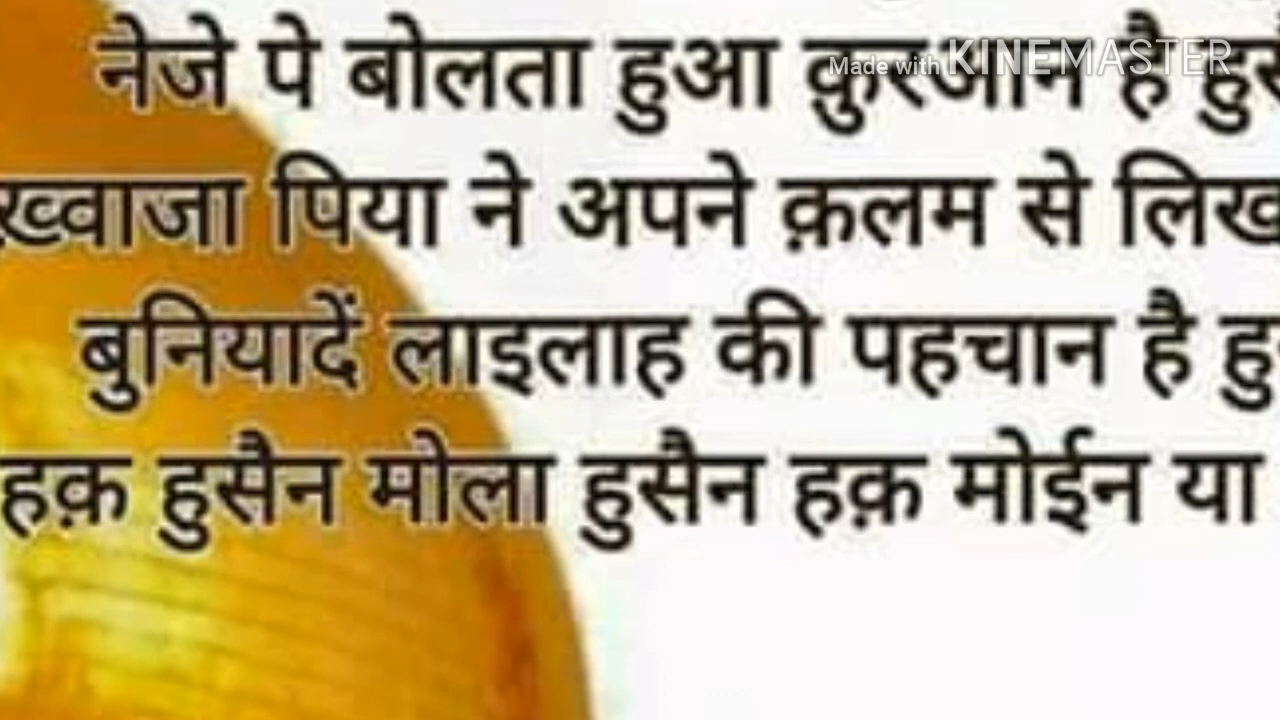 नेजे पे बोलता हुआ क़ुरआन है
Made with KINEMASTER
ख़्वाजा पिया ने अपने क़लम से
बुनियादें लाइलाह की पहचान है
हक़ हुसैन मोला हुसैन हक़ मोईन या